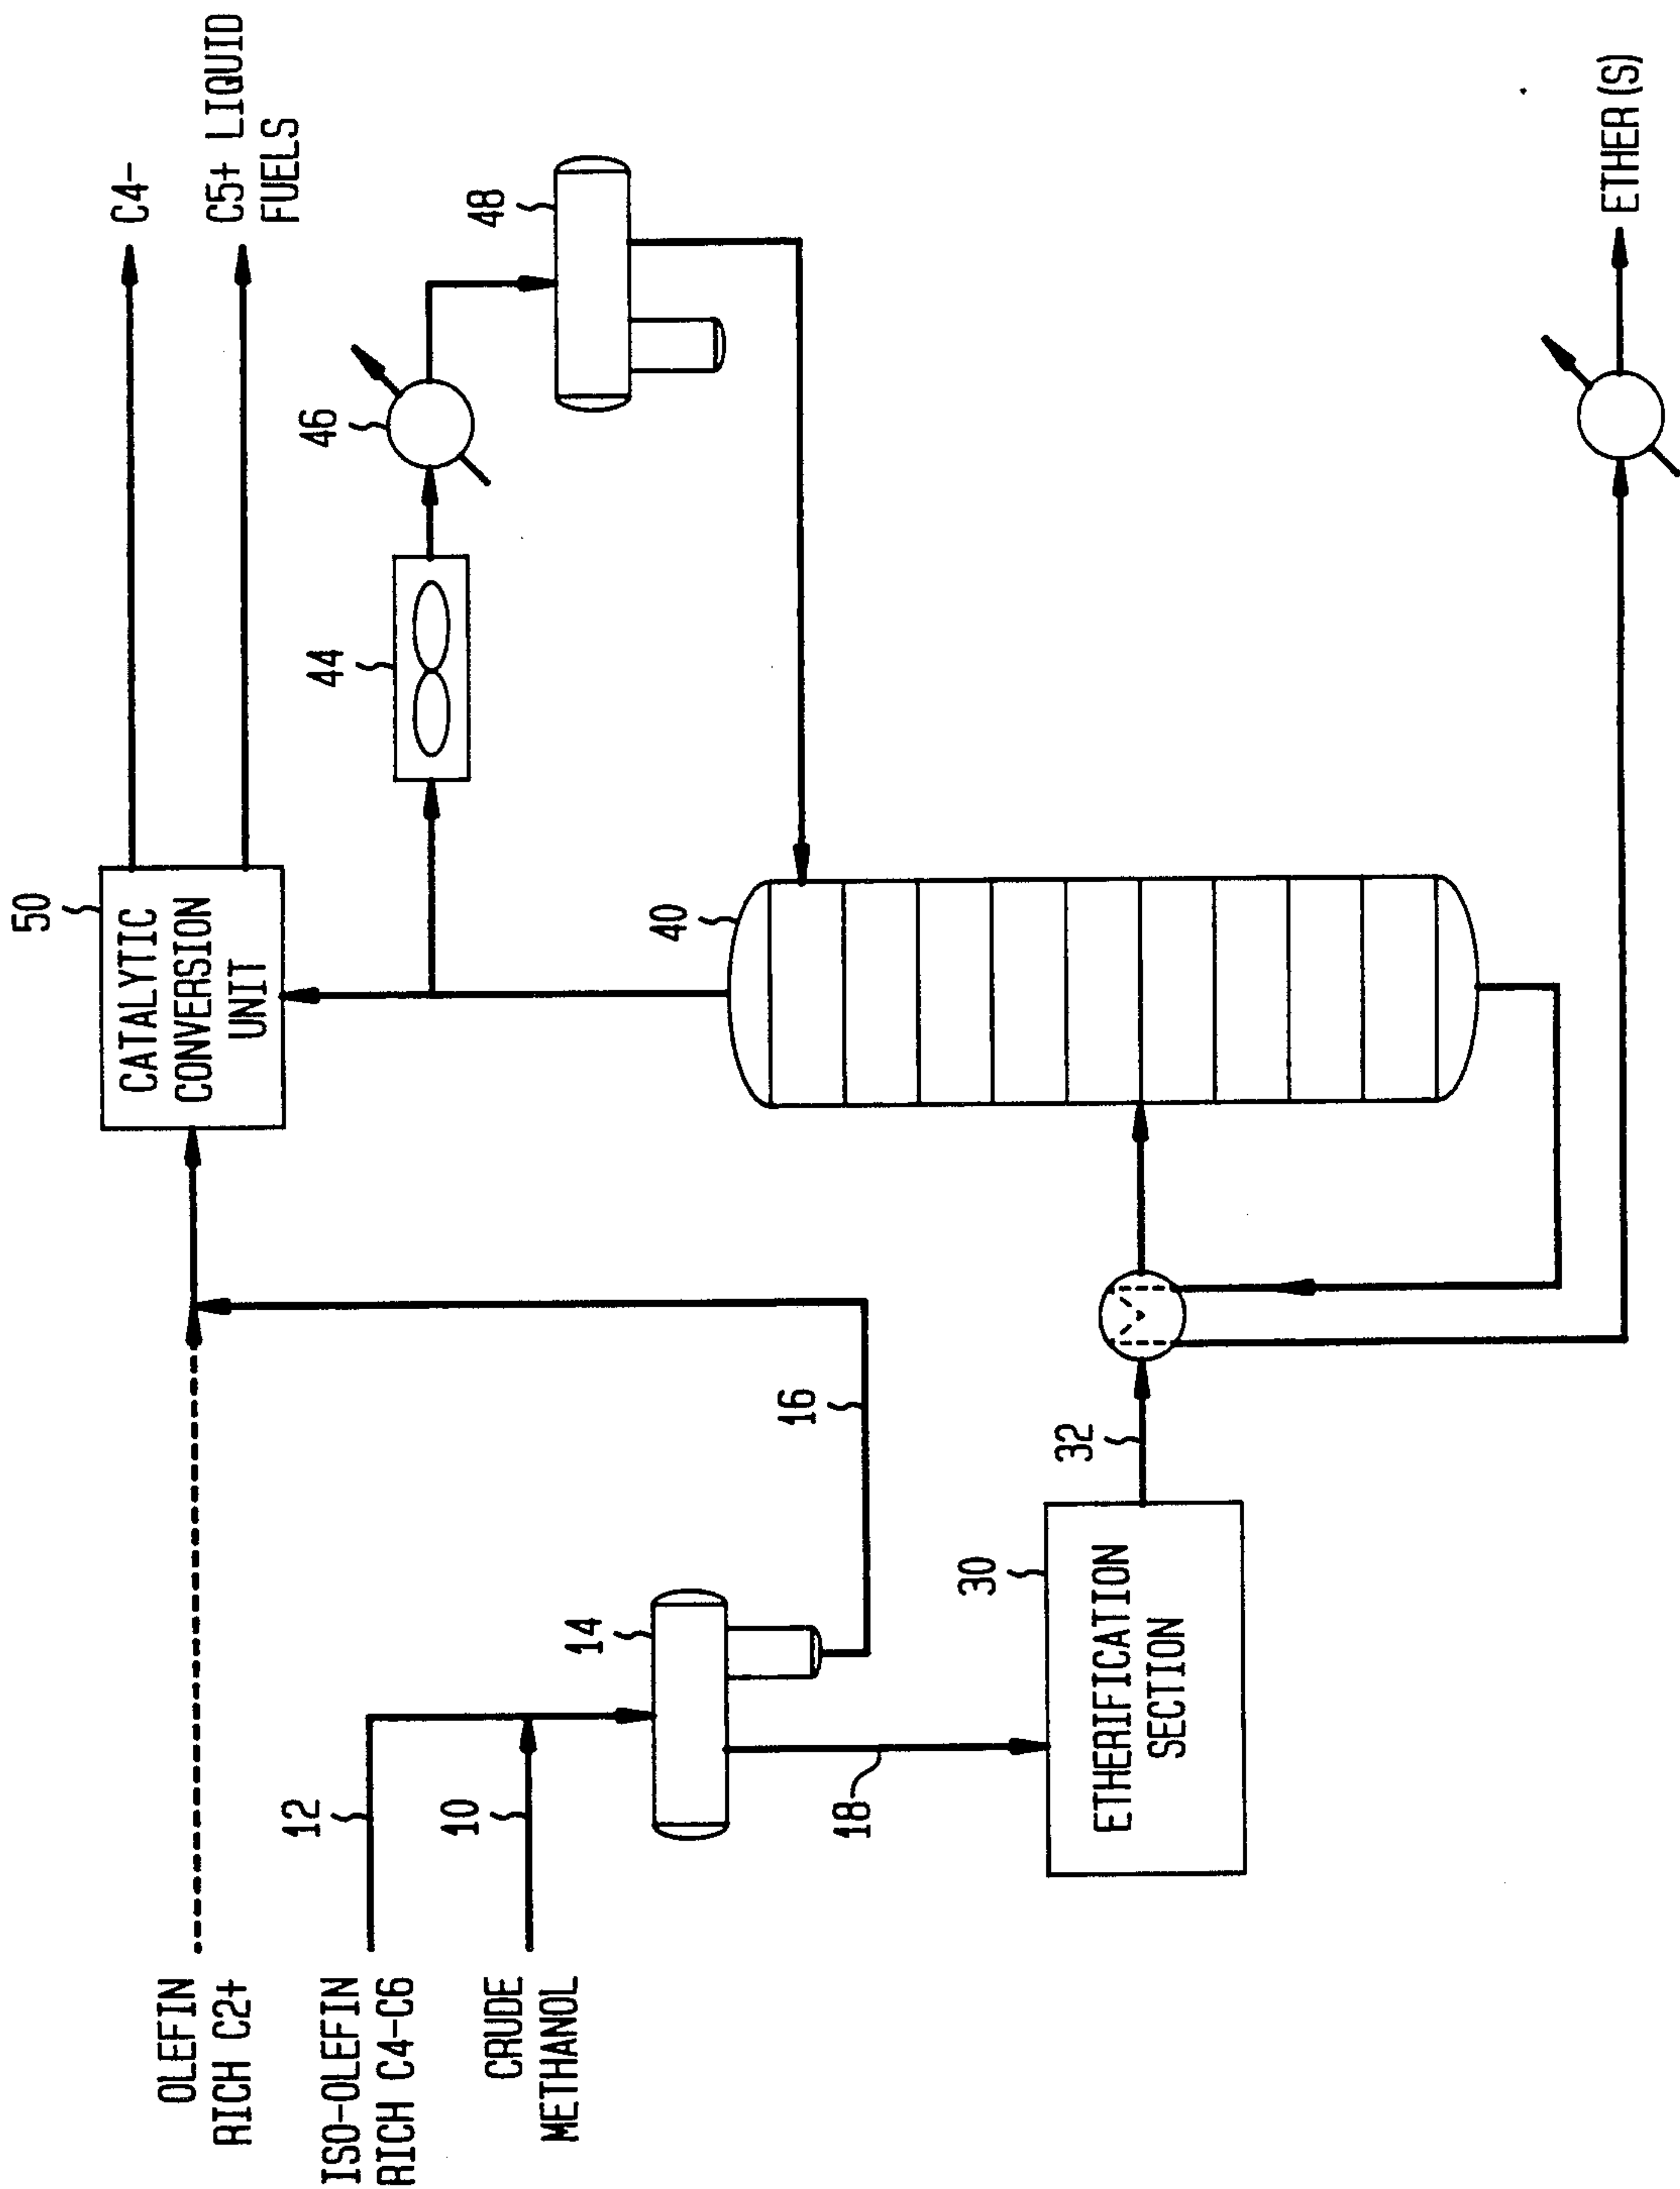 OLEFIN
RICH C2+
ISO-OLEFIN
RICH C4-C6
CRUDE
METHANOL
12
10
14
16
18
ETHERIFICATION
SECTION
30
32
50
CATALYTIC
CONVERSION
UNIT
40
44
46
48
C4-
C5+ LIQUID
FUELS
ETHER(S)